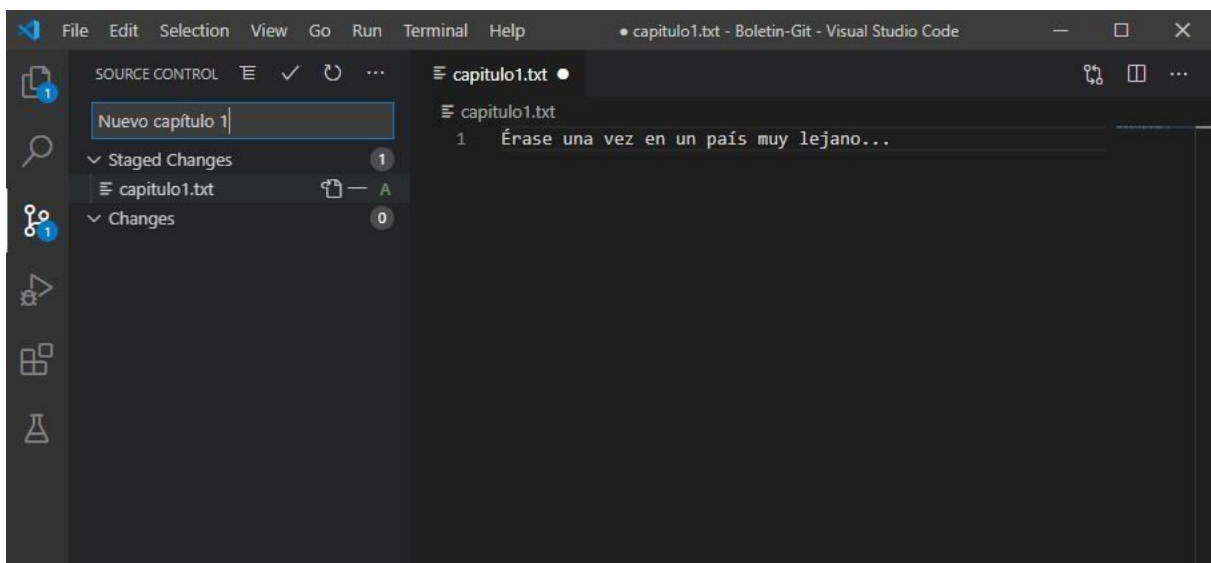 File Edit Selection View Go Run Terminal Help ● capitulo1.txt - Boletin-Git - Visual Studio Code
SOURCE CONTROL
capitulo1.txt ●
1
Nuevo capítulo 1
capitulo1.txt
1 Érase una vez en un país muy lejano...
Staged Changes 1
capitulo1.txt A
1
Changes 0